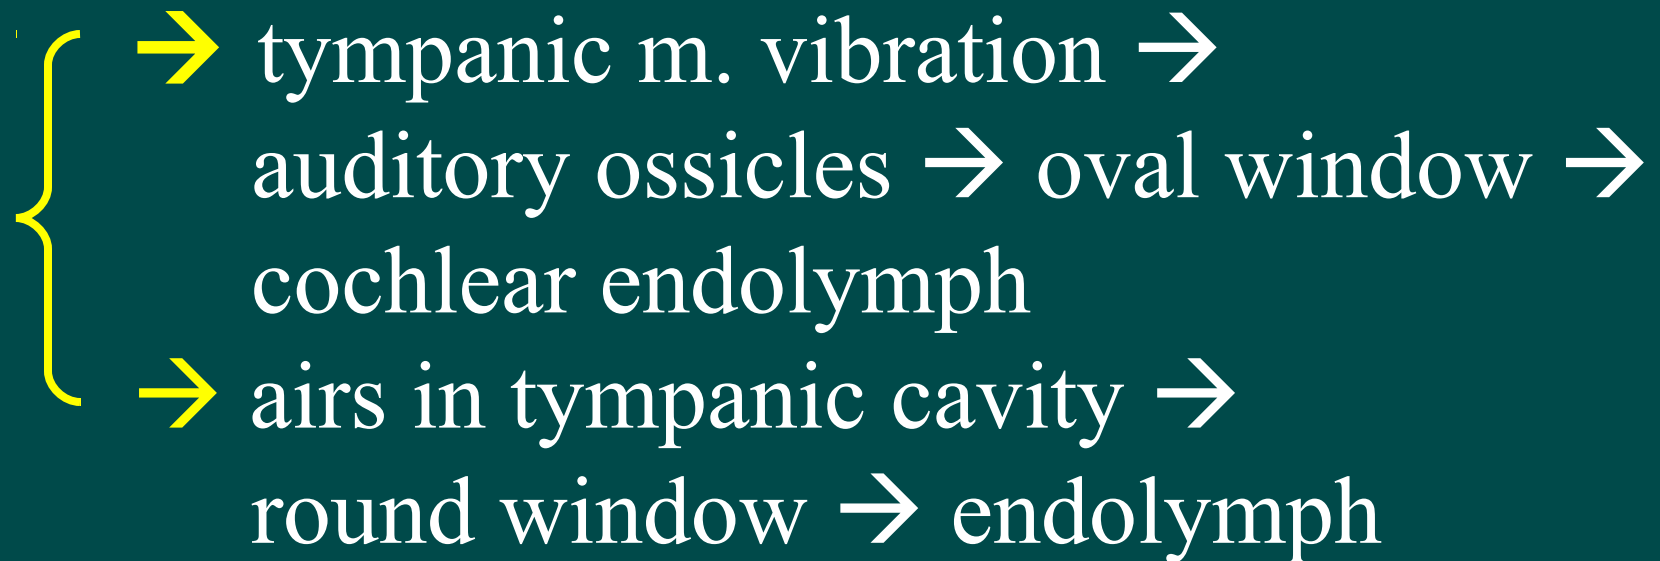 → tympanic m. vibration →
auditory ossicles → oval window →
cochlear endolymph
→ airs in tympanic cavity →
round window → endolymph